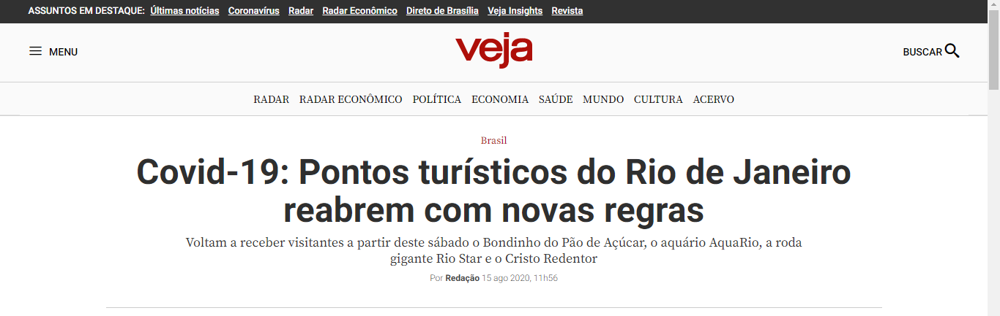 ASSUNTOS EM DESTAQUE: Últimas notícias Coronavírus Radar Radar Econômico Direto de Brasília Veja Insights Revista
MENU
veja
BUSCAR
RADAR RADAR ECONÔMICO POLÍTICA ECONOMIA SAÚDE MUNDO CULTURA ACERVO
Brasil
Covid-19: Pontos turísticos do Rio de Janeiro
reabrem com novas regras
Voltam a receber visitantes a partir deste sábado o Bondinho do Pão de Açúcar, o aquário AquaRio, a roda
gigante Rio Star e o Cristo Redentor
Por Redação 15 ago 2020, 11h56